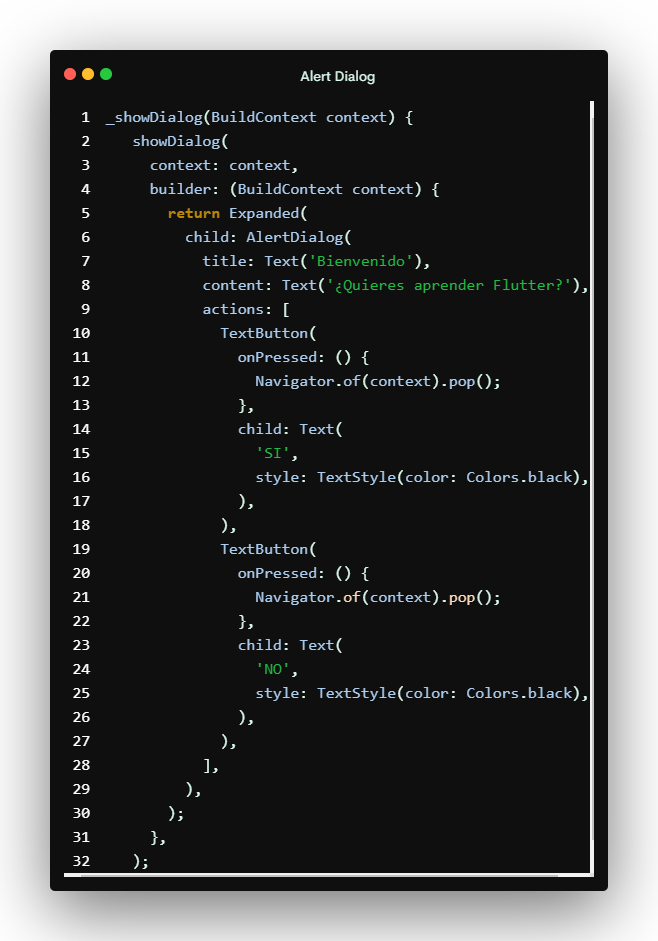 Alert Dialog
1 _showDialog(BuildContext context) {
2 showDialog(
3 context: context,
4 builder: (BuildContext context) {
5 return Expanded(
6 child: AlertDialog(
7 title: Text('Bienvenido'),
8 content: Text('¿Quieres aprender Flutter?'),
9 actions: [
10 TextButton(
11 onPressed: () {
12 Navigator.of(context).pop();
13 },
14 child: Text(
15 'SI',
16 style: TextStyle(color: Colors.black),
17 ),
18 ),
19 TextButton(
20 onPressed: () {
21 Navigator.of(context).pop();
22 },
23 child: Text(
24 'NO',
25 style: TextStyle(color: Colors.black),
26 ),
27 ),
28 ],
29 ),
30 );
31 },
32 );